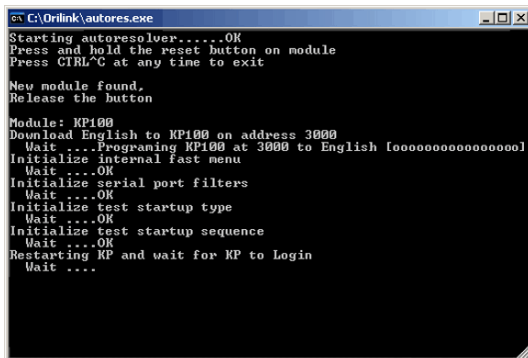 C:\Orilink\autores.exe
Starting autoresolver......OK
Press and hold the reset button on module
Press CTRL^C at any time to exit
New module found,
Release the button
Module: KP100
Download English to KP100 on address 3000
Wait ....Programing KP100 at 3000 to English [oooooooooooooooo]
Initialize internal fast menu
Wait ....OK
Initialize serial port filters
Wait ....OK
Initialize test startup type
Wait ....OK
Initialize test startup sequence
Wait ....OK
Restarting KP and wait for KP to Login
Wait ....